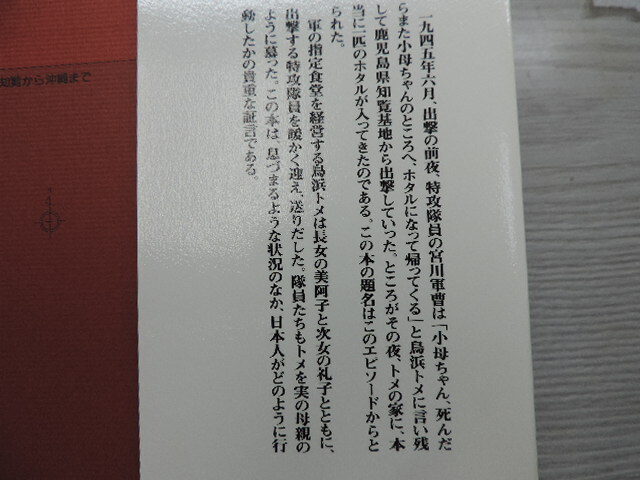 一九四五年六月、出撃の前夜、特攻隊員の宮川軍曹は「小母ちゃん、死んだ
らまた小母ちゃんのところへ、ホタルになって帰ってくる」と鳥浜トメに言い残
して鹿児島県知覧基地から出撃していった。ところがその夜、トメの家に、本
当に一匹のホタルが入ってきたのである。この本の題名はこのエピソードからと
られた。
軍の指定食堂を経営する鳥浜トメは長女の美阿子と次女の礼子とともに、
出撃する特攻隊員を暖かく迎え、送りだした。隊員たちもトメを実の母親の
ように慕った。この本は、息づまるような状況のなか、日本人がどのように行
動したかの貴重な証言である。
知覧から沖縄まで